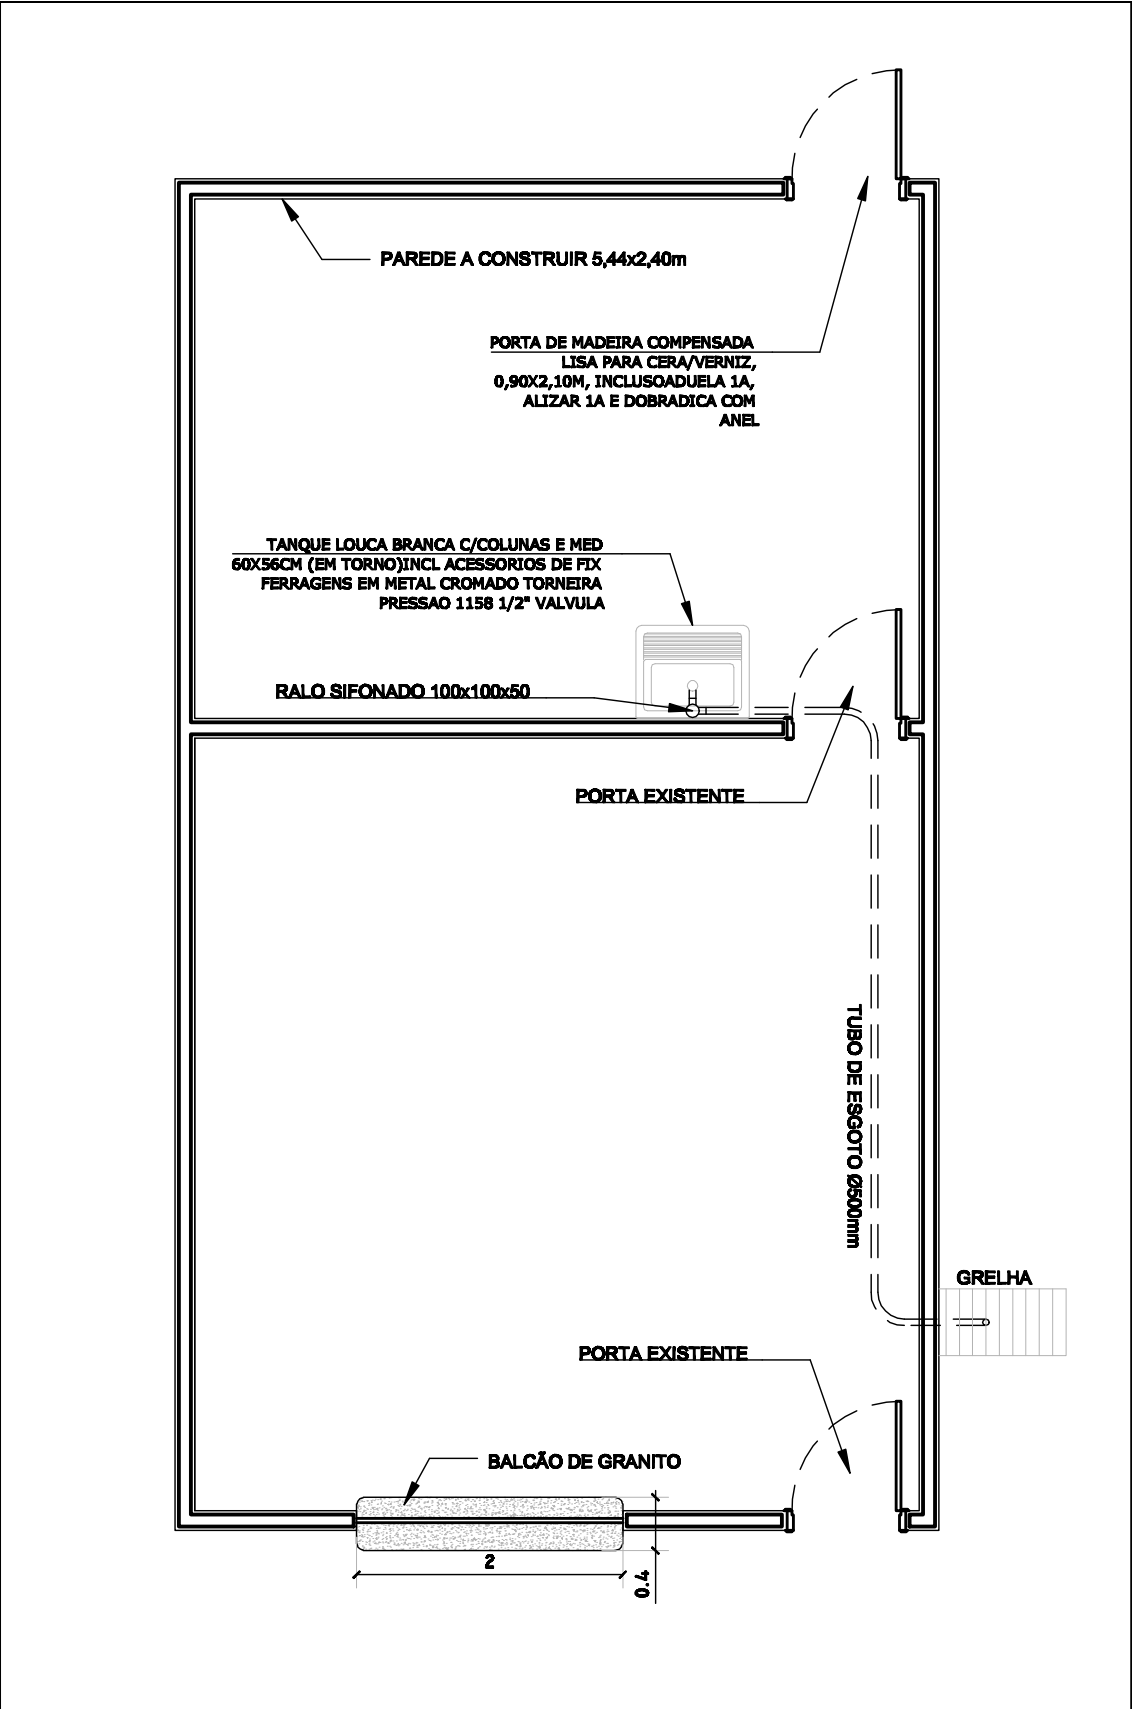 PAREDE A CONSTRUIR 5,44x2,40m
PORTA DE MADEIRA COMPENSADA
LISA PARA CERA/VERNIZ,
0,90X2,10M, INCLUSOADUELA 1A,
ALIZAR 1A E DOBRADICA COM
ANEL
TANQUE LOUCA BRANCA C/COLUNAS E MED
60X56CM (EM TORNO)INCL ACESSORIOS DE FIX
FERRAGENS EM METAL CROMADO TORNEIRA
PRESSAO 1158 1/2" VALVULA
RALO SIFONADO 100x100x50
PORTA EXISTENTE
TUBO DE ESGOTO Ø500mm
GRELHA
PORTA EXISTENTE
BALCÃO DE GRANITO
2
0.4